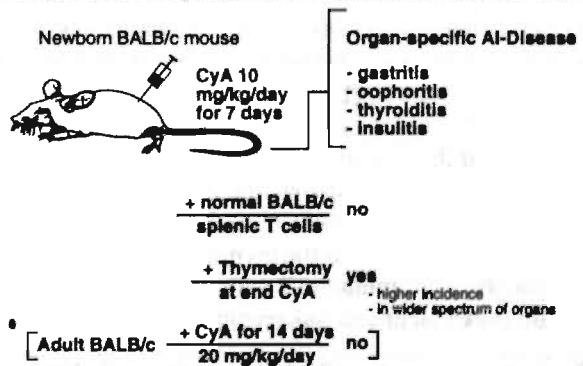 Newborn BALB/c mouse
CyA 10
mg/kg/day
for 7 days
Organ-specific AI-Disease
- gastritis
- oophoritis
- thyroiditis
- insulitis
+ normal BALB/c
splenic T cells
no
+ Thymectomy
at end CyA
yes
- higher incidence
- in wider spectrum of organs
[Adult BALB/c
+ CyA for 14 days
20 mg/kg/day
no]